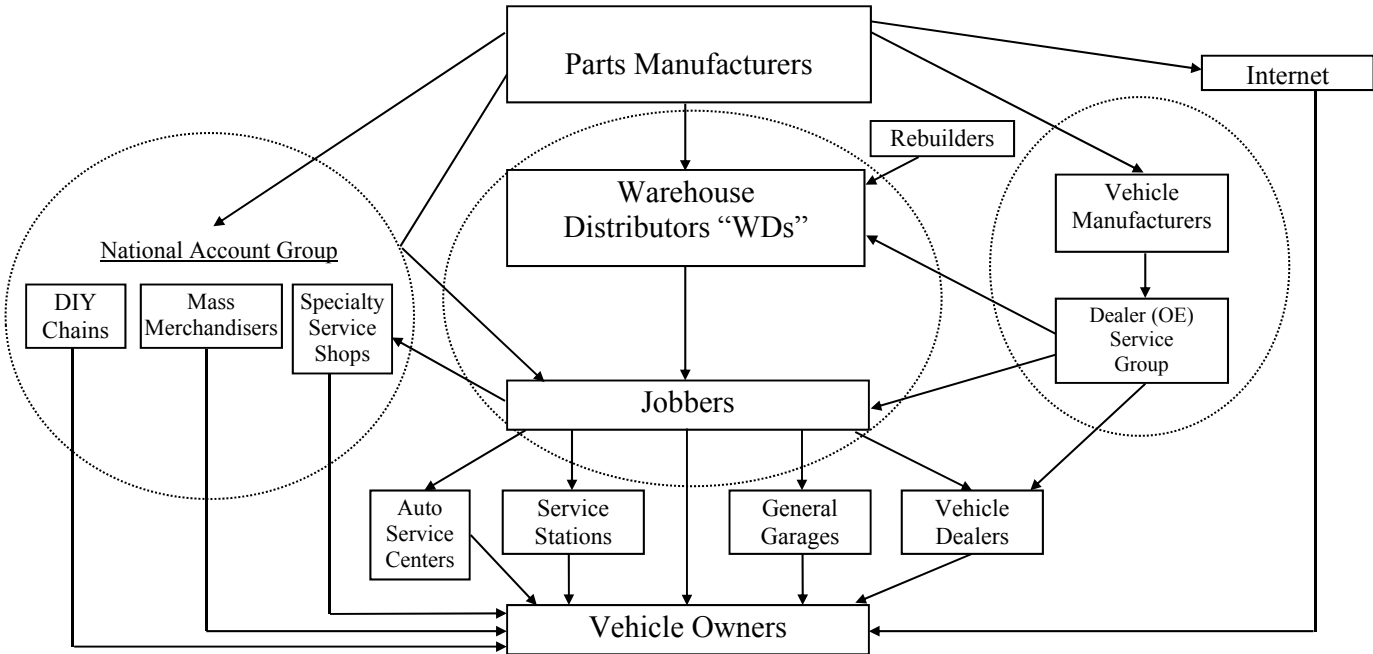 Parts Manufacturers
Internet
Rebuilders
Warehouse
Distributors “WDs”
Vehicle
Manufacturers
National Account Group
DIY
Chains
Mass
Merchandisers
Specialty
Service
Shops
Dealer (OE)
Service
Group
Jobbers
Auto
Service
Centers
Service
Stations
General
Garages
Vehicle
Dealers
Vehicle Owners